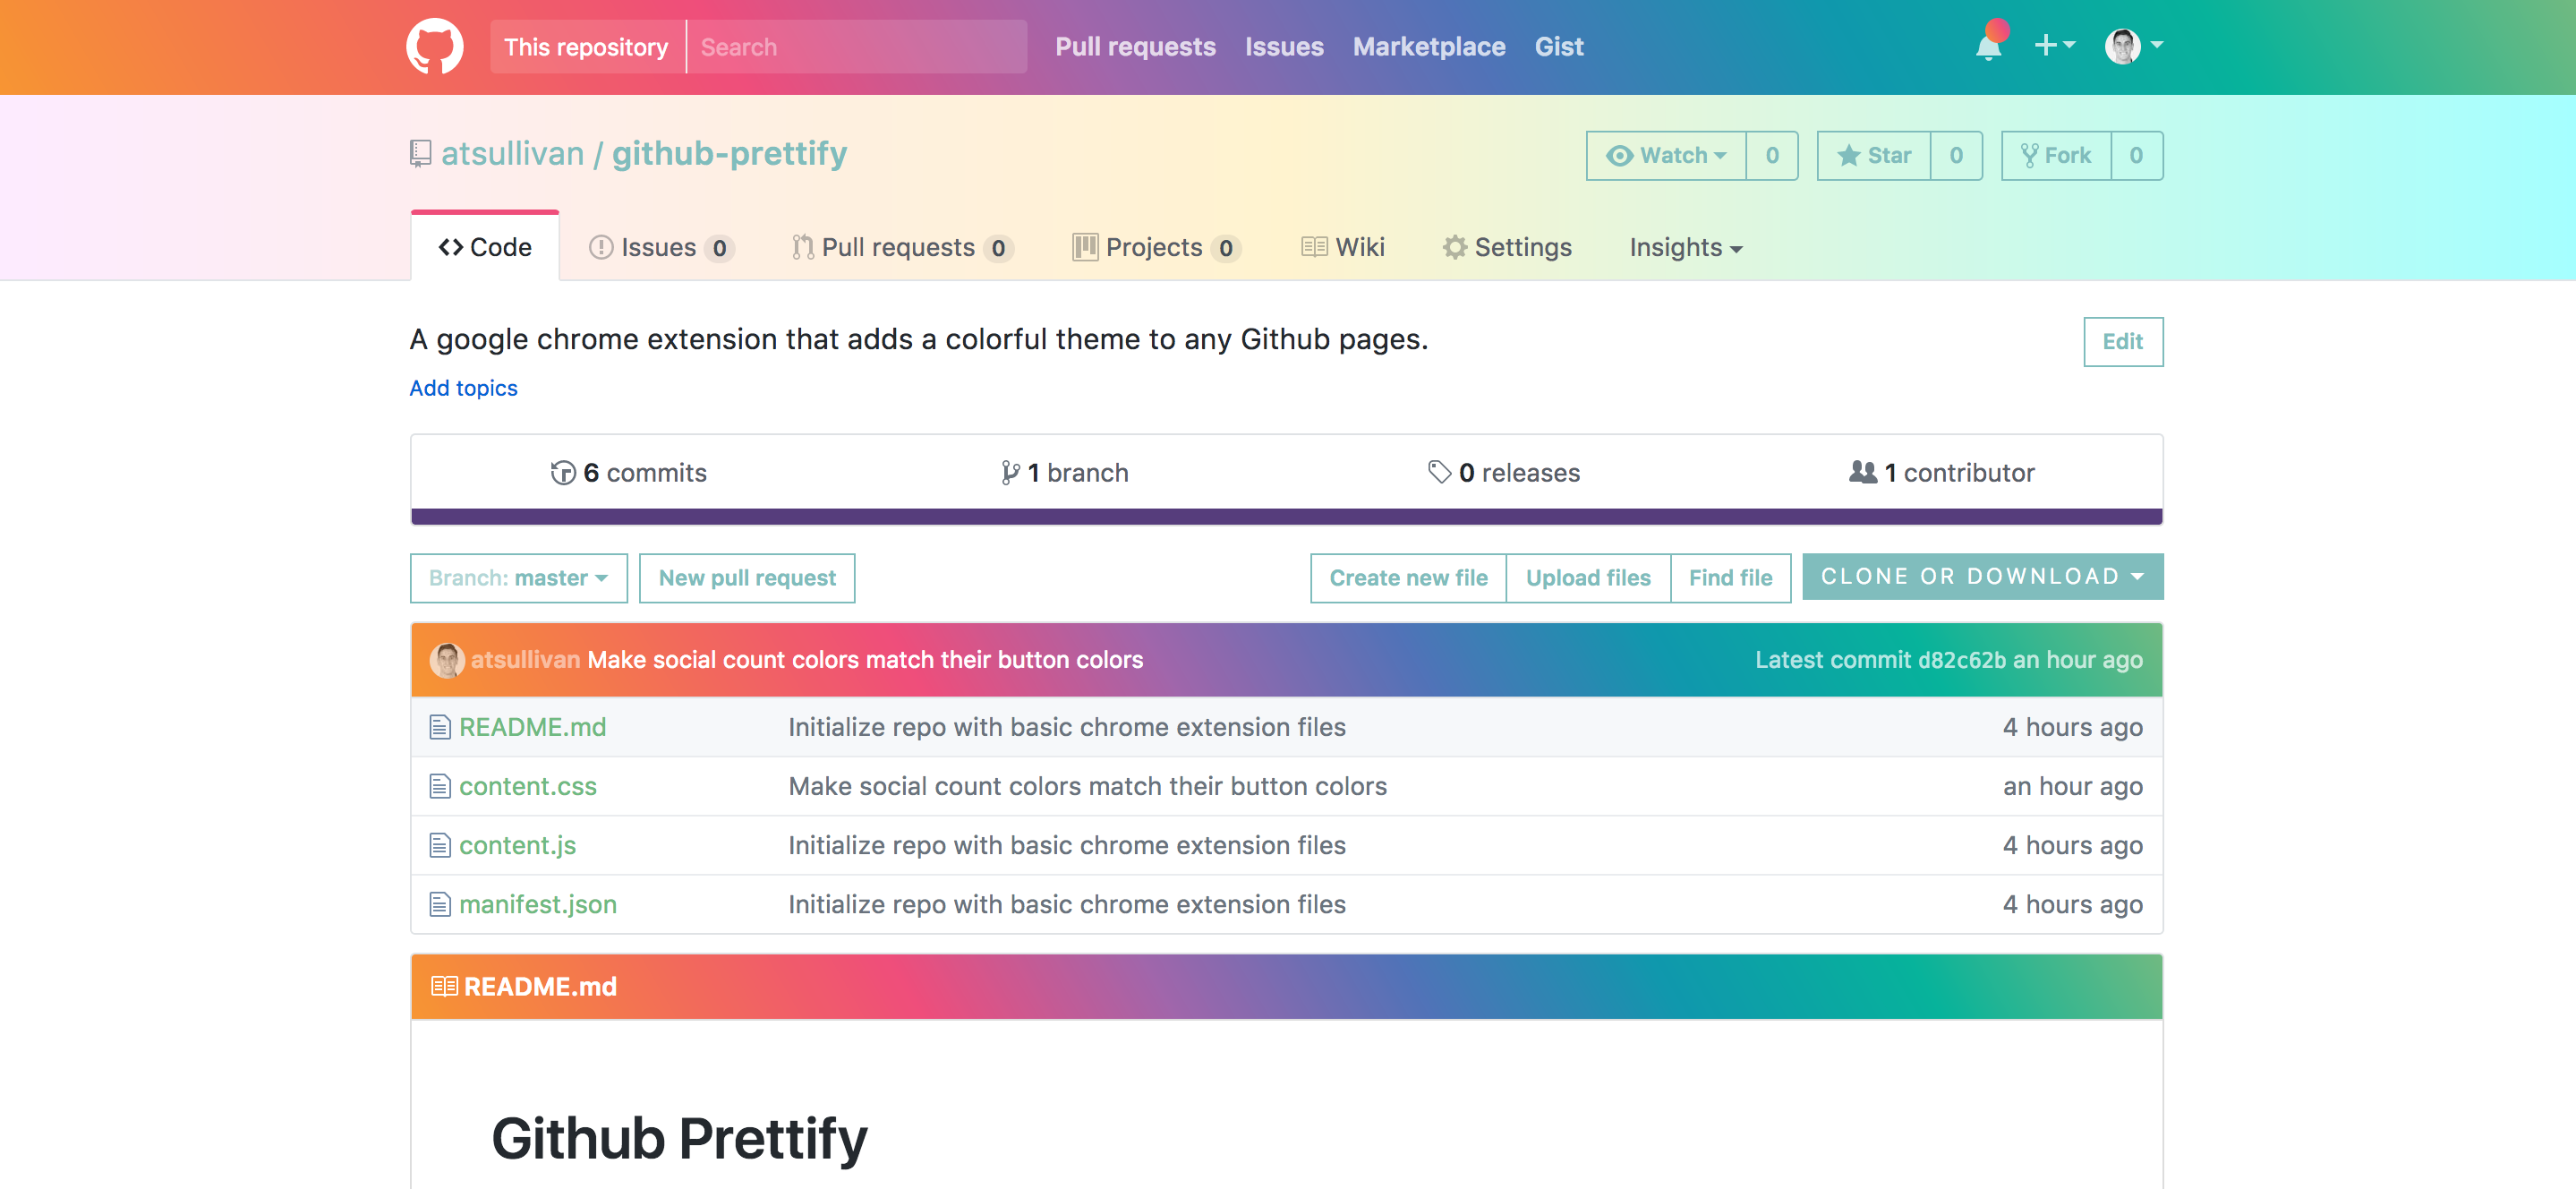 This repository Search Pull requests Issues Marketplace Gist
atsullivan / github-prettify Watch 0 Star 0 Fork 0
Code Issues 0 Pull requests 0 Projects 0 Wiki Settings Insights
A google chrome extension that adds a colorful theme to any Github pages. Edit
Add topics
6 commits 1 branch 0 releases 1 contributor
Branch: master New pull request Create new file Upload files Find file CLONE OR DOWNLOAD
atsullivan Make social count colors match their button colors Latest commit d82c62b an hour ago
README.md Initialize repo with basic chrome extension files 4 hours ago
content.css Make social count colors match their button colors an hour ago
content.js Initialize repo with basic chrome extension files 4 hours ago
manifest.json Initialize repo with basic chrome extension files 4 hours ago
README.md
Github Prettify